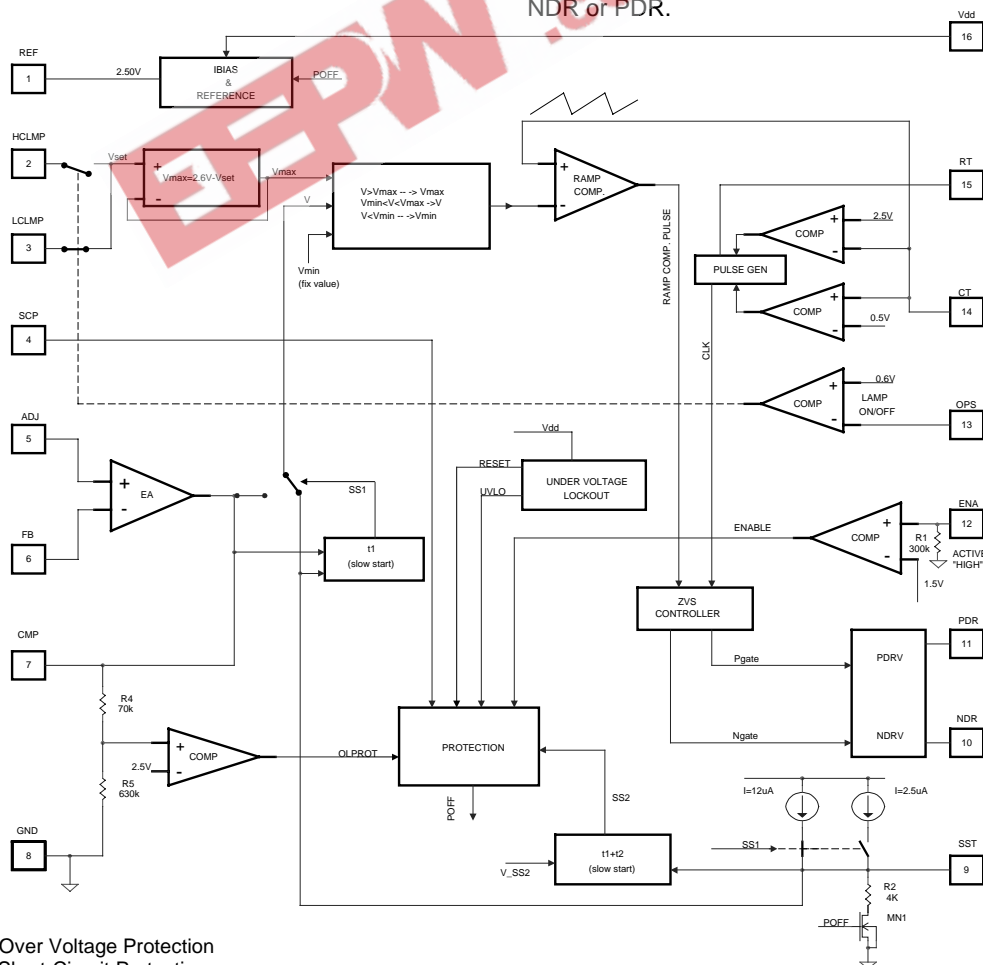 NDR or PDR.
Vdd
16
REF
1
2.50V
IBIAS
&
REFERENCE
POFF
HCLMP
2
Vset
+
Vmax=2.6V-Vset
-
Vmax
V>Vmax -- -> Vmax
Vmin<V<Vmax ->V
V<Vmin -- ->Vmin
V
Vmin
(fix value)
+
RAMP
COMP.
-
RT
15
LCLMP
3
RAMP COMP. PULSE
2.5V
+
COMP
-
PULSE GEN
CLK
+
COMP
-
0.5V
CT
14
SCP
4
0.6V
+
COMP
-
LAMP
ON/OFF
OPS
13
ADJ
5
+
EA
-
FB
6
SS1
t1
(slow start)
Vdd
RESET
UVLO
UNDER VOLTAGE
LOCKOUT
ENABLE
+
COMP
-
ENA
12
R1
300k
ACTIVE
"HIGH"
1.5V
ZVS
CONTROLLER
Pgate
Ngate
PDRV
NDRV
PDR
11
NDR
10
CMP
7
R4
70k
R5
630k
2.5V
+
COMP
-
OLPROT
PROTECTION
POFF
SS2
GND
8
I=12uA
I=2.5uA
SS1
SST
9
t1+t2
(slow start)
V_SS2
R2
4K
MN1
POFF
Over Voltage Protection
EEPW